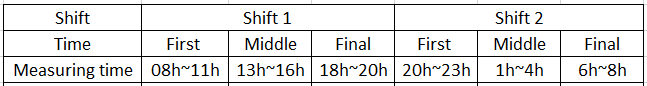 Shift Shift 1 Shift 2
Time First Middle Final First Middle Final
Measuring time 08h~11h 13h~16h 18h~20h 20h~23h 1h~4h 6h~8h